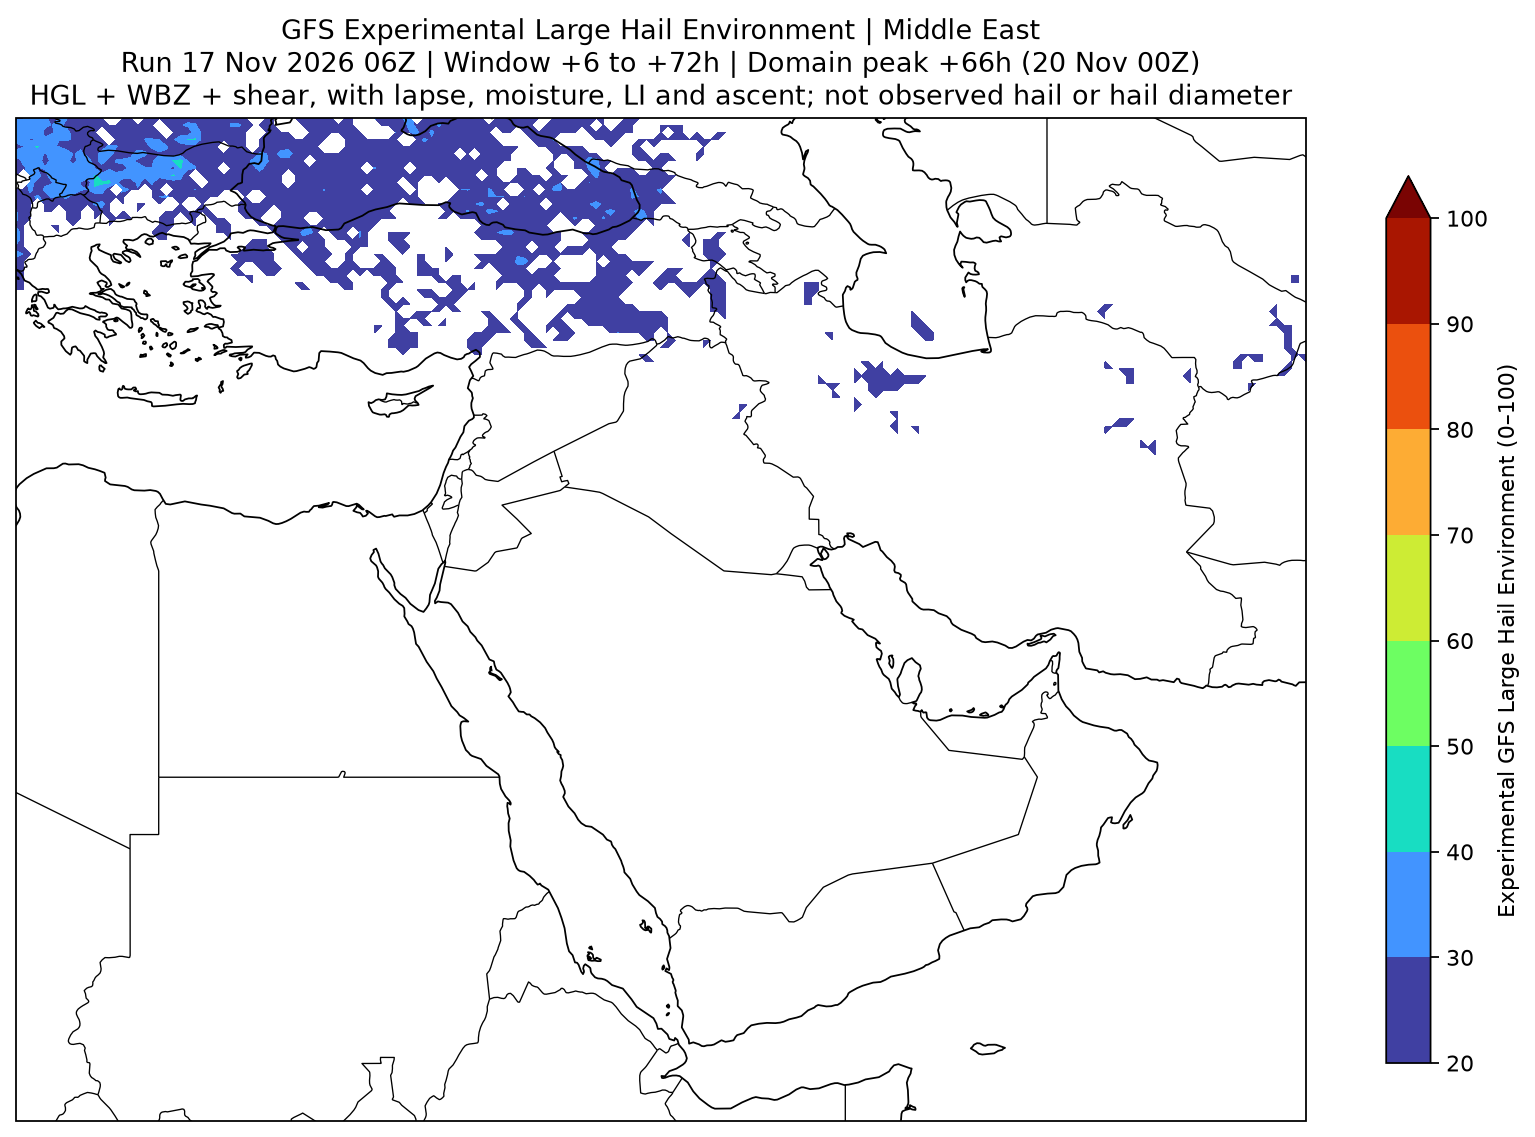 GFS Experimental Large Hail Environment | Middle East
Run 17 Nov 2026 06Z | Window +6 to +72h | Domain peak +66h (20 Nov 00Z)
HGL + WBZ + shear, with lapse, moisture, LI and ascent; not observed hail or hail diameter
100
90
80
70
60
50
40
30
20
Experimental GFS Large Hail Environment (0–100)